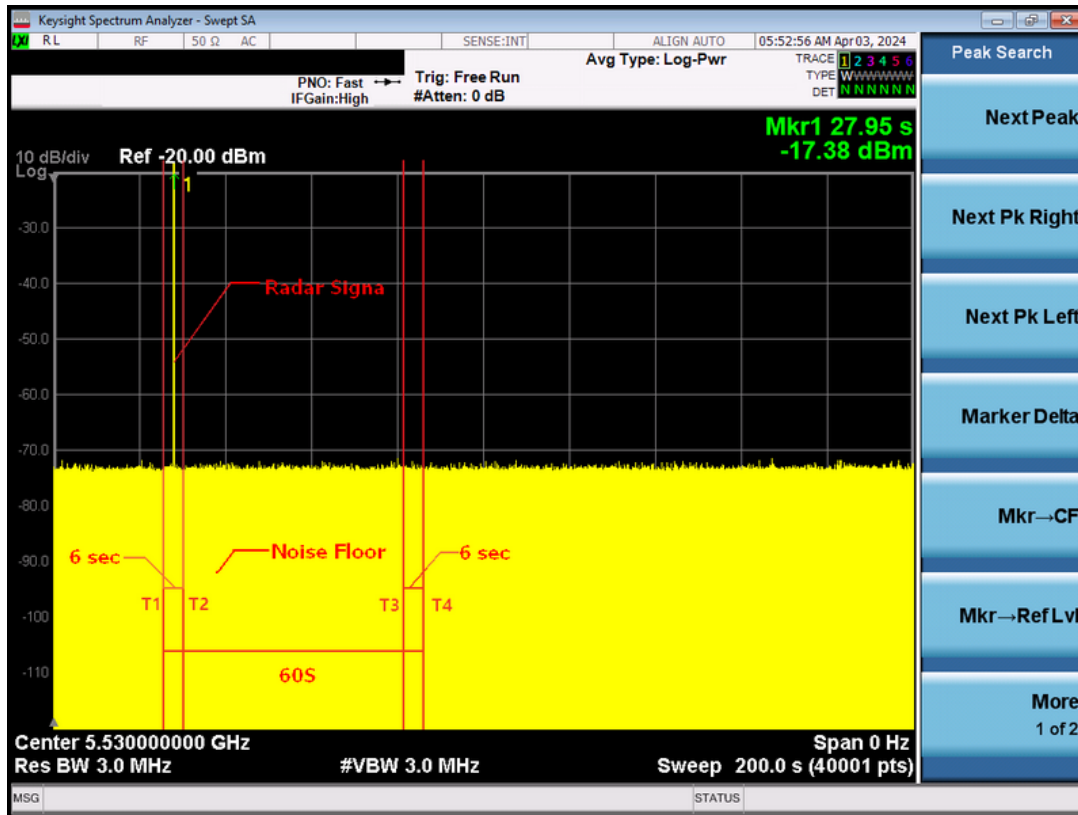 Keysight Spectrum Analyzer - Swept SA
LXI RL RF 50 Ω AC SENSE:INT ALIGN AUTO 05:52:56 AM Apr 03, 2024
PNO: Fast
IFGain:High
Trig: Free Run
#Atten: 0 dB
Avg Type: Log-Pwr
TRACE 1 2 3 4 5 6
TYPE WWWWWW
DET N N N N N N
Mkr1 27.95 s
-17.38 dBm
10 dB/div Ref -20.00 dBm
Log
1
-30.0
-40.0
Radar Signa
-50.0
-60.0
-70.0
-80.0
-90.0
6 sec Noise Floor 6 sec
T1 T2 T3 T4
-100
-110
60S
Center 5.530000000 GHz Span 0 Hz
Res BW 3.0 MHz #VBW 3.0 MHz Sweep 200.0 s (40001 pts)
MSG STATUS
Peak Search
Next Peak
Next Pk Right
Next Pk Left
Marker Delta
Mkr→CF
Mkr→Ref Lvl
More
1 of 2